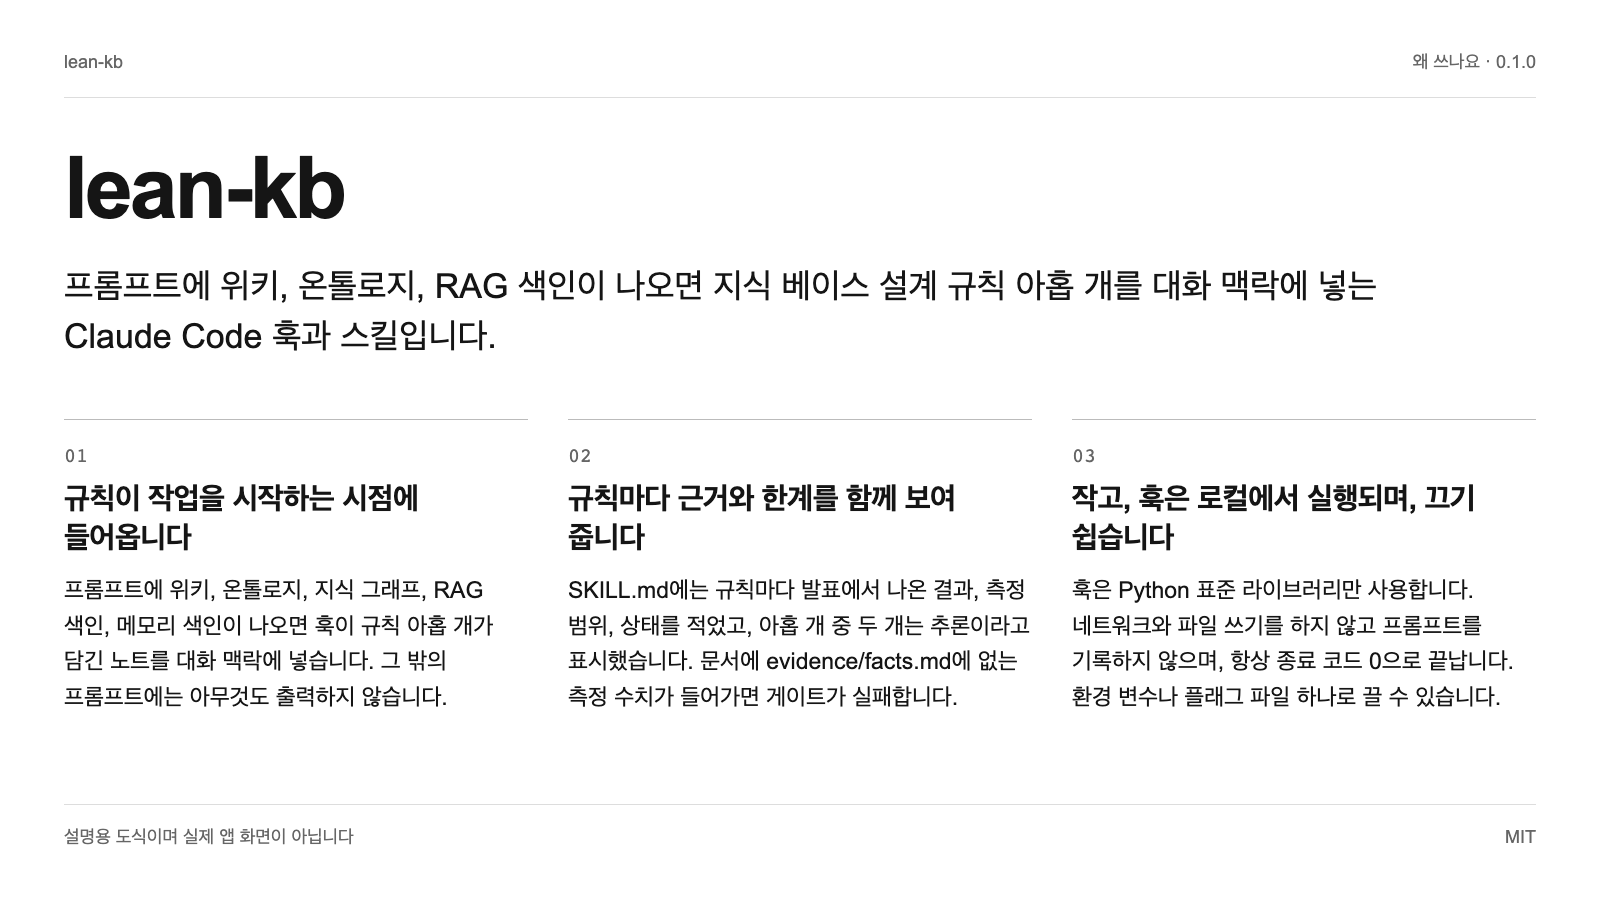 lean-kb
왜 쓰나요 · 0.1.0
lean-kb
프롬프트에 위키, 온톨로지, RAG 색인이 나오면 지식 베이스 설계 규칙 아홉 개를 대화 맥락에 넣는
Claude Code 훅과 스킬입니다.
01
규칙이 작업을 시작하는 시점에
들어옵니다
프롬프트에 위키, 온톨로지, 지식 그래프, RAG
색인, 메모리 색인이 나오면 훅이 규칙 아홉 개가
담긴 노트를 대화 맥락에 넣습니다. 그 밖의
프롬프트에는 아무것도 출력하지 않습니다.
02
규칙마다 근거와 한계를 함께 보여
줍니다
SKILL.md에는 규칙마다 발표에서 나온 결과, 측정
범위, 상태를 적었고, 아홉 개 중 두 개는 추론이라고
표시했습니다. 문서에 evidence/facts.md에 없는
측정 수치가 들어가면 게이트가 실패합니다.
03
작고, 훅은 로컬에서 실행되며, 끄기
쉽습니다
훅은 Python 표준 라이브러리만 사용합니다.
네트워크와 파일 쓰기를 하지 않고 프롬프트를
기록하지 않으며, 항상 종료 코드 0으로 끝납니다.
환경 변수나 플래그 파일 하나로 끌 수 있습니다.
설명용 도식이며 실제 앱 화면이 아닙니다
MIT